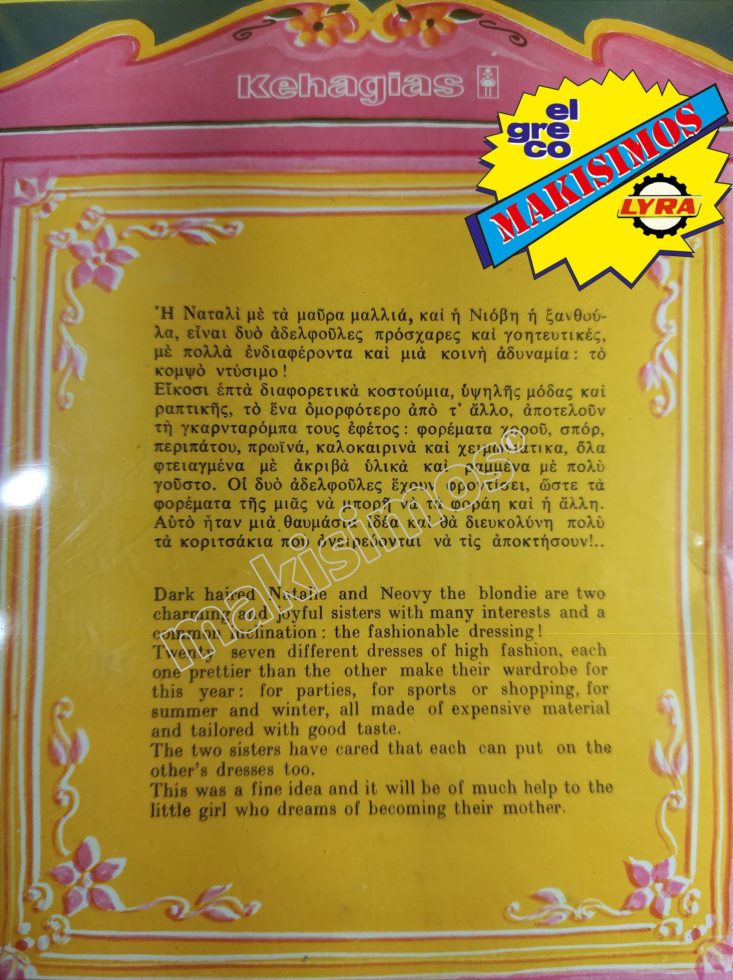 Kehagias
el
gre
co
MAKISIMOS
LYRA
Ἡ Ναταλὶ μὲ τὰ μαῦρα μαλλιά, καὶ ἡ Νιόβη ἡ ξανθού-
λα, εἶναι δυὸ ἀδελφοῦλες πρόσχαρες καὶ γοητευτικές,
μὲ πολλὰ ἐνδιαφέροντα καὶ μιὰ κοινὴ ἀδυναμία : τὸ
κομψὸ ντύσιμο !
Εἴκοσι ἑπτὰ διαφορετικὰ κοστούμια, ὑψηλῆς μόδας καὶ
ραπτικῆς, τὸ ἕνα ὀμορφότερο ἀπὸ τ' ἄλλο, ἀποτελοῦν
τὴ γκαρνταρόμπα τους ἐφέτος : φορέματα χοροῦ, σπόρ,
περιπάτου, πρωϊνά, καλοκαιρινὰ καὶ χειμωνιάτικα, ὅλα
φτειαγμένα μὲ ἀκριβὰ ὑλικὰ καὶ ραμμένα μὲ πολὺ
γοῦστο. Οἱ δυὸ ἀδελφοῦλες ἔχουν φροντίσει, ὥστε τὰ
φορέματα τῆς μιᾶς νὰ μπορῆ νὰ τὰ φοράη καὶ ἡ ἄλλη.
Αὐτὸ ἦταν μιὰ θαυμάσια ἰδέα καὶ θὰ διευκολύνη πολὺ
τὰ κοριτσάκια ποὺ ὀνειρεύονται νὰ τὶς ἀποκτήσουν!..
Dark haired Natalie and Neovy the blondie are two
charming and joyful sisters with many interests and a
common inclination : the fashionable dressing !
Twenty seven different dresses of high fashion, each
one prettier than the other make their wardrobe for
this year : for parties, for sports or shopping, for
summer and winter, all made of expensive material
and tailored with good taste.
The two sisters have cared that each can put on the
other's dresses too.
This was a fine idea and it will be of much help to the
little girl who dreams of becoming their mother.
makisimos